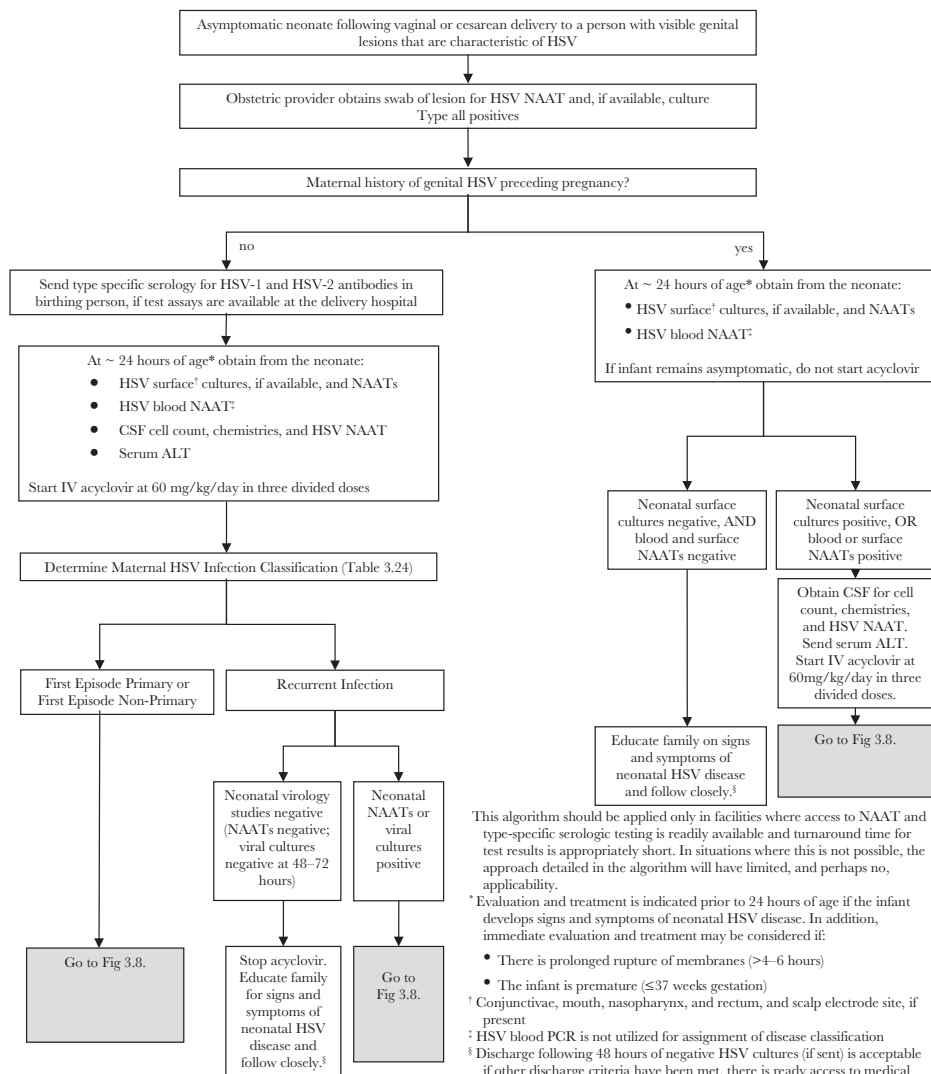 Asymptomatic neonate following vaginal or cesarean delivery to a person with visible genital
lesions that are characteristic of HSV
Obstetric provider obtains swab of lesion for HSV NAAT and, if available, culture
Type all positives
Maternal history of genital HSV preceding pregnancy?
no
Send type specific serology for HSV-1 and HSV-2 antibodies in
birthing person, if test assays are available at the delivery hospital
At ~ 24 hours of age* obtain from the neonate:
● HSV surface† cultures, if available, and NAATs
● HSV blood NAAT‡
● CSF cell count, chemistries, and HSV NAAT
● Serum ALT
Start IV acyclovir at 60 mg/kg/day in three divided doses
Determine Maternal HSV Infection Classification (Table 3.24)
First Episode Primary or
First Episode Non-Primary
Go to Fig 3.8.
Recurrent Infection
Neonatal virology
studies negative
(NAATs negative;
viral cultures
negative at 48–72
hours)
Stop acyclovir.
Educate family
for signs and
symptoms of
neonatal HSV
disease and
follow closely.§
Neonatal
NAATs or
viral
cultures
positive
Go to
Fig 3.8.
yes
At ~ 24 hours of age* obtain from the neonate:
● HSV surface† cultures, if available, and NAATs
● HSV blood NAAT‡
If infant remains asymptomatic, do not start acyclovir
Neonatal surface
cultures negative, AND
blood and surface
NAATs negative
Educate family on signs
and symptoms of
neonatal HSV disease
and follow closely.§
Neonatal surface
cultures positive, OR
blood or surface
NAATs positive
Obtain CSF for cell
count, chemistries,
and HSV NAAT.
Send serum ALT.
Start IV acyclovir at
60mg/kg/day in three
divided doses.
Go to Fig 3.8.
This algorithm should be applied only in facilities where access to NAAT and
type-specific serologic testing is readily available and turnaround time for
test results is appropriately short. In situations where this is not possible, the
approach detailed in the algorithm will have limited, and perhaps no,
applicability.
* Evaluation and treatment is indicated prior to 24 hours of age if the infant
develops signs and symptoms of neonatal HSV disease. In addition,
immediate evaluation and treatment may be considered if:
● There is prolonged rupture of membranes (>4–6 hours)
● The infant is premature (≤37 weeks gestation)
† Conjunctivae, mouth, nasopharynx, and rectum, and scalp electrode site, if
present
‡ HSV blood PCR is not utilized for assignment of disease classification
§ Discharge following 48 hours of negative HSV cultures (if sent) is acceptable
if other discharge criteria have been met, there is ready access to medical